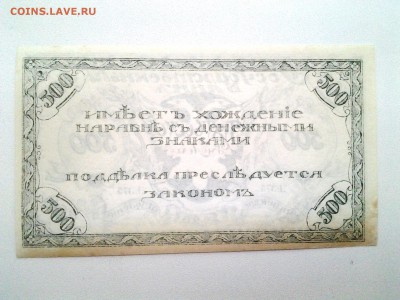 COINS.LAVE.RU
500 500
ИМѢЕТЪ ХОЖДЕНІЕ
НАРАВНѢ СЪ ДЕНЕЖНЫМИ
ЗНАКАМИ
ПОДДѢЛКА ПРЕСЛѢДУЕТСЯ
ЗАКОНОМЪ
500 500